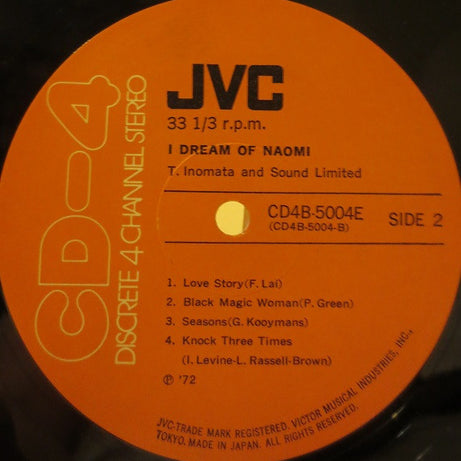 CD-4
DISCRETE 4 CHANNEL STEREO
JVC
33 1/3 r.p.m.
I DREAM OF NAOMI
T. Inomata and Sound Limited
CD4B-5004E
(CD4B-5004-B)
SIDE 2
1. Love Story(F. Lai)
2. Black Magic Woman(P. Green)
3. Seasons(G. Kooymans)
4. Knock Three Times
(I. Levine-L. Rassell-Brown)
Ⓟ '72
JVC-TRADE MARK REGISTERED. VICTOR MUSICAL INDUSTRIES, INC.,
TOKYO. MADE IN JAPAN. ALL RIGHTS RESERVED.